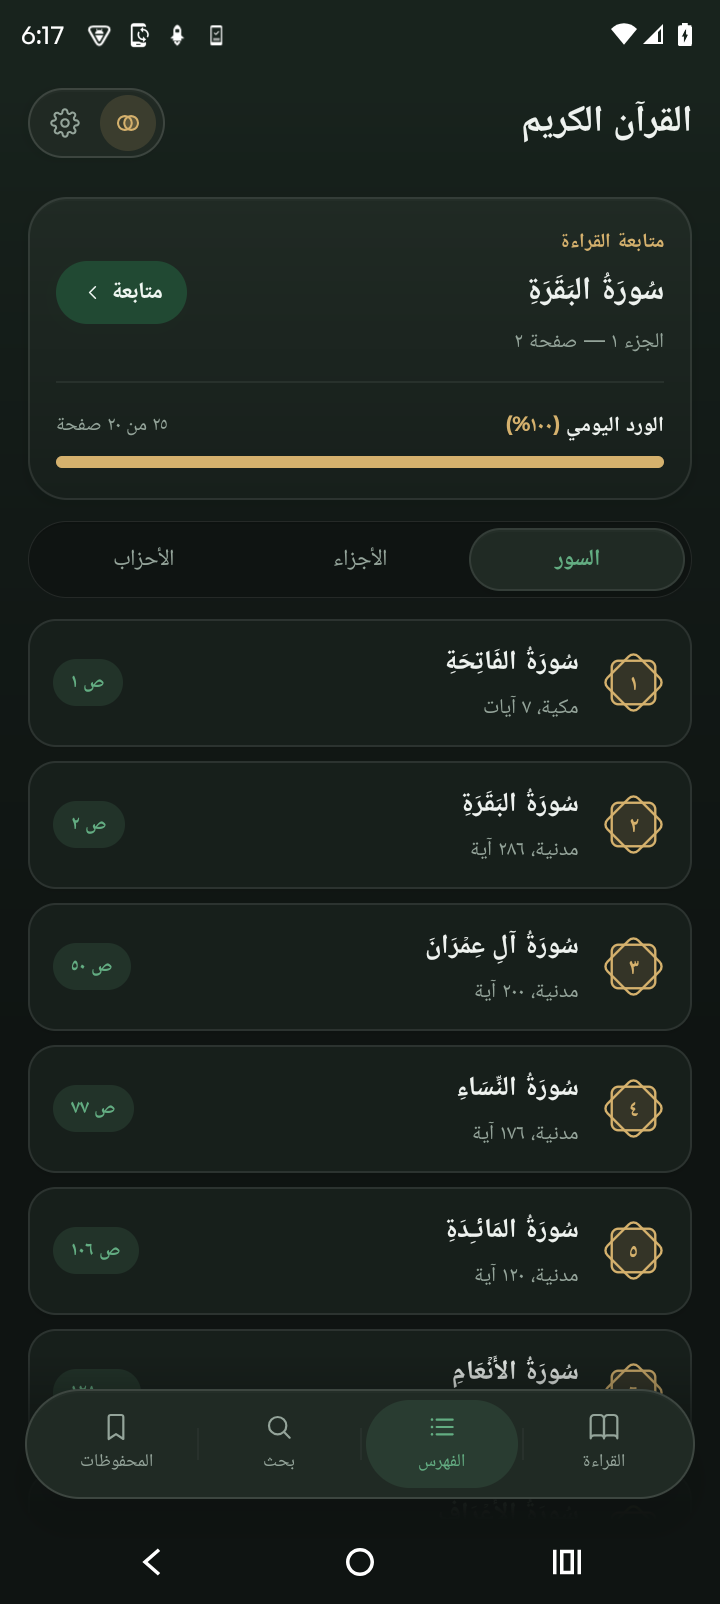 6:17
القرآن الكريم
متابعة القراءة
سُورَةُ البَقَرَةِ
متابعة
الجزء ١ — صفحة ٢
الورد اليومي (١٠٠%)
٢٥ من ٢٠ صفحة
السور
الأجزاء
الأحزاب
١
سُورَةُ الفَاتِحَةِ
مكية، ٧ آيات
ص ١
٢
سُورَةُ البَقَرَةِ
مدنية، ٢٨٦ آية
ص ٢
٣
سُورَةُ آلِ عِمۡرَانَ
مدنية، ٢٠٠ آية
ص ٥٠
٤
سُورَةُ النِّسَاءِ
مدنية، ١٧٦ آية
ص ٧٧
٥
سُورَةُ المَائـِدَةِ
مدنية، ١٢٠ آية
ص ١٠٦
سُورَةُ الأَنۡعَامِ
القراءة
الفهرس
بحث
المحفوظات